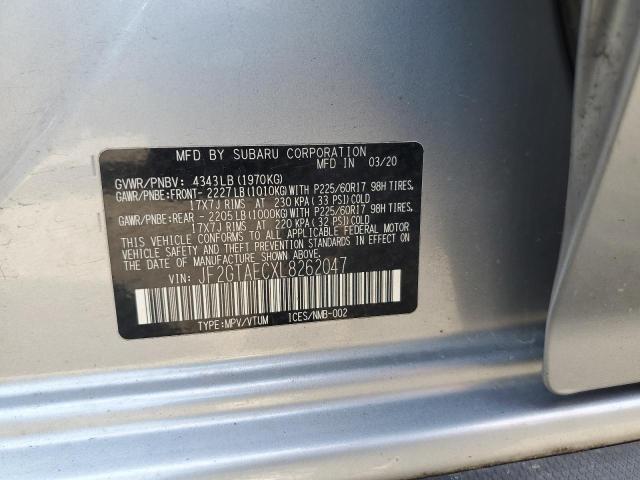 MFD BY SUBARU CORPORATION
MFD IN 03/20
GVWR/PNBV: 4343LB(1970KG)
GAWR/PNBE:FRONT- 2227LB(1010KG)WITH P225/60R17 98H TIRES,
17X7J RIMS AT 230 KPA(33 PSI)COLD
GAWR/PNBE:REAR - 2205LB(1000KG)WITH P225/60R17 98H TIRES,
17X7J RIMS AT 220 KPA(32 PSI)COLD
THIS VEHICLE CONFORMS TO ALL APPLICABLE FEDERAL MOTOR
VEHICLE SAFETY AND THEFT PREVENTION STANDARDS IN EFFECT ON
THE DATE OF MANUFACTURE SHOWN ABOVE.
VIN: JF2GTAECXL8262047
TYPE:MPV/VTUM ICES/NMB-002